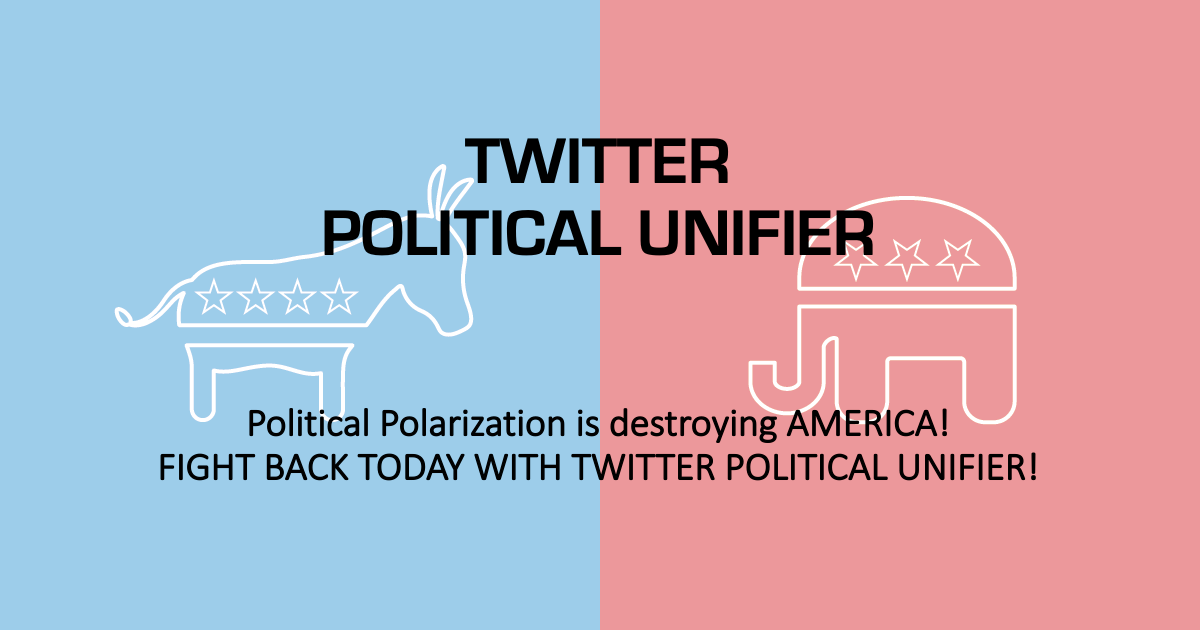 TWITTER
POLITICAL UNIFIER
Political Polarization is destroying AMERICA!
FIGHT BACK TODAY WITH TWITTER POLITICAL UNIFIER!